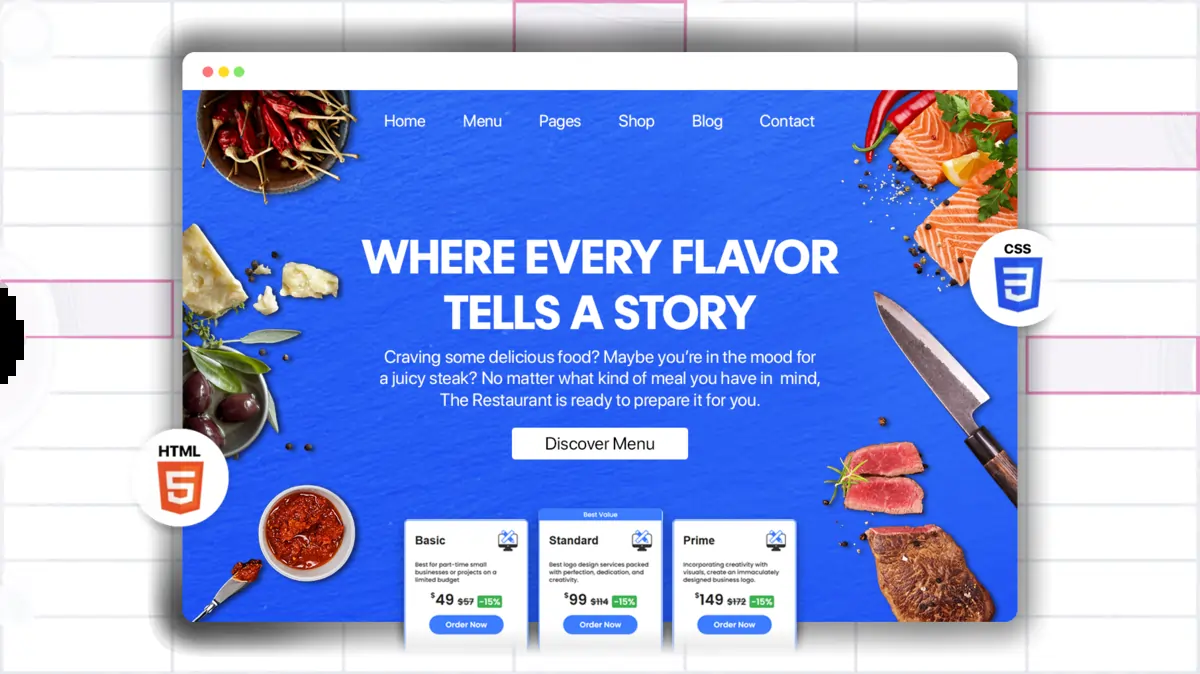 Home Menu Pages Shop Blog Contact
WHERE EVERY FLAVOR
TELLS A STORY
Craving some delicious food? Maybe you're in the mood for
a juicy steak? No matter what kind of meal you have in mind,
The Restaurant is ready to prepare it for you.
Discover Menu
CSS
3
HTML
5
Best Value
Basic
Best for part-time small
businesses or projects on a
limited budget
$49 $57 -15%
Order Now
Standard
Best logo design services packed
with perfection, dedication, and
creativity.
$99 $114 -15%
Order Now
Prime
Incorporating creativity with
visuals, create an immaculately
designed business logo.
$149 $172 -15%
Order Now